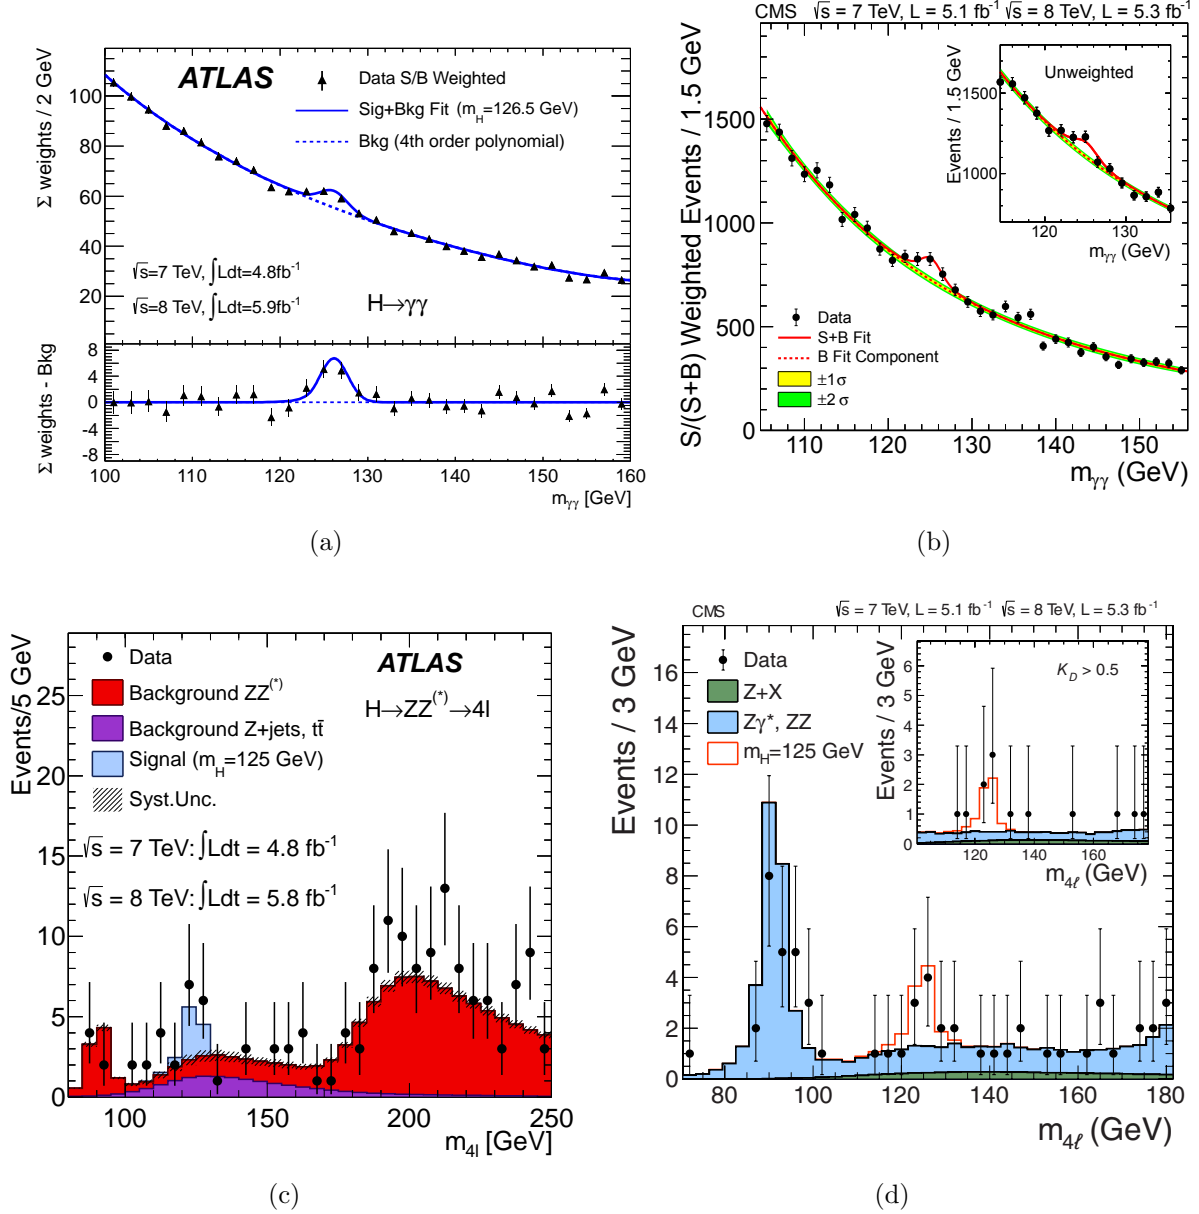 ATLAS
Data S/B Weighted
Sig+Bkg Fit (m_H=126.5 GeV)
Bkg (4th order polynomial)
√s=7 TeV, ∫Ldt=4.8fb⁻¹
√s=8 TeV, ∫Ldt=5.9fb⁻¹
H→γγ
Σ weights / 2 GeV
100
80
60
40
20
Σ weights - Bkg
8
4
0
-4
-8
100 110 120 130 140 150 160
m_γγ [GeV]
(a)
CMS √s = 7 TeV, L = 5.1 fb⁻¹ √s = 8 TeV, L = 5.3 fb⁻¹
S/(S+B) Weighted Events / 1.5 GeV
1500
1000
500
0
Unweighted
Events / 1.5 GeV
1500
1000
120 130
m_γγ (GeV)
Data
S+B Fit
B Fit Component
±1σ
±2 σ
110 120 130 140 150
m_γγ (GeV)
(b)
Events/5 GeV
25
20
15
10
5
0
Data
Background ZZ⁽*⁾
Background Z+jets, tt̄
Signal (m_H=125 GeV)
Syst.Unc.
√s = 7 TeV: ∫Ldt = 4.8 fb⁻¹
√s = 8 TeV: ∫Ldt = 5.8 fb⁻¹
ATLAS
H→ZZ⁽*⁾→4l
100 150 200 250
m_4l [GeV]
(c)
CMS √s = 7 TeV, L = 5.1 fb⁻¹ √s = 8 TeV, L = 5.3 fb⁻¹
Events / 3 GeV
16
14
12
10
8
6
4
2
0
Data
Z+X
Zγ*, ZZ
m_H=125 GeV
K_D > 0.5
Events / 3 GeV
6
5
4
3
2
1
0
120 140 160
m_4ℓ (GeV)
80 100 120 140 160 180
m_4ℓ (GeV)
(d)